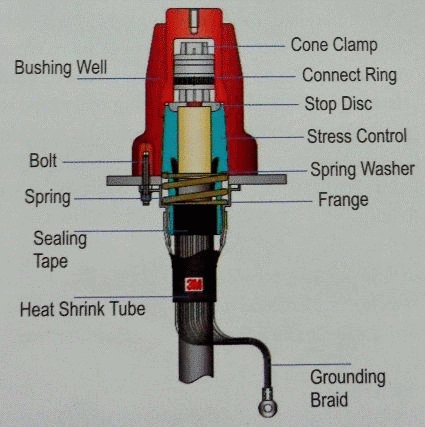 Cone Clamp
Bushing Well
Connect Ring
Stop Disc
Stress Control
Bolt
Spring Washer
Spring
Frange
Sealing
Tape
3M
Heat Shrink Tube
Grounding
Braid